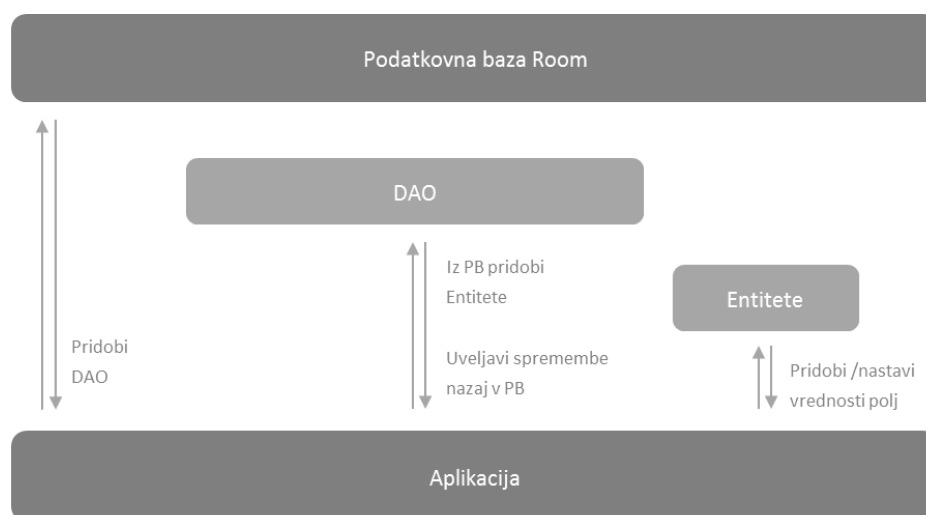 Podatkovna baza Room
DAO
Iz PB pridobi
Entitete
Entitete
Pridobi
DAO
Uveljavi spremembe
nazaj v PB
Pridobi /nastavi
vrednosti polj
Aplikacija